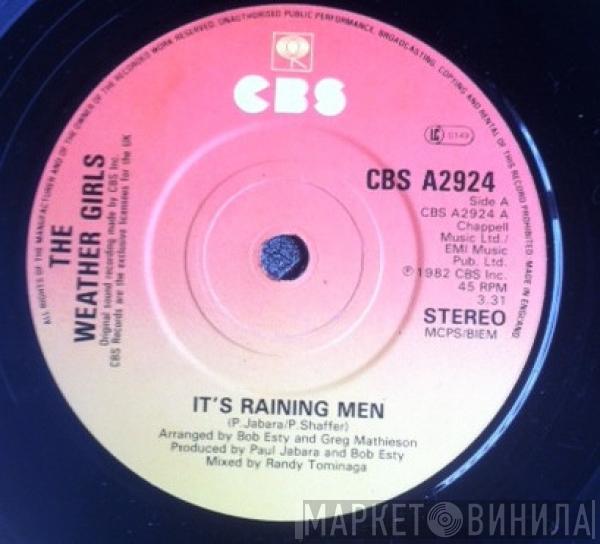 ALL RIGHTS OF THE MANUFACTURER AND OF THE OWNER OF THE RECORDED WORK RESERVED. UNAUTHORISED PUBLIC PERFORMANCE, BROADCASTING, COPYING AND RENTAL OF THIS RECORD PROHIBITED MADE IN ENGLAND
CBS
LC 0149
THE
WEATHER GIRLS
Original sound recording made by CBS Inc.
CBS Records are the exclusive licensees for the UK
CBS A2924
Side A
CBS A2924 A
Chappell
Music Ltd./
EMI Music
Pub. Ltd.
℗ 1982 CBS Inc.
45 RPM
3.31
STEREO
MCPS/BIEM
IT'S RAINING MEN
(P. Jabara/P. Shaffer)
Arranged by Bob Esty and Greg Mathieson
Produced by Paul Jabara and Bob Esty
Mixed by Randy Tominaga
МАРКЕТ ВИНИЛА